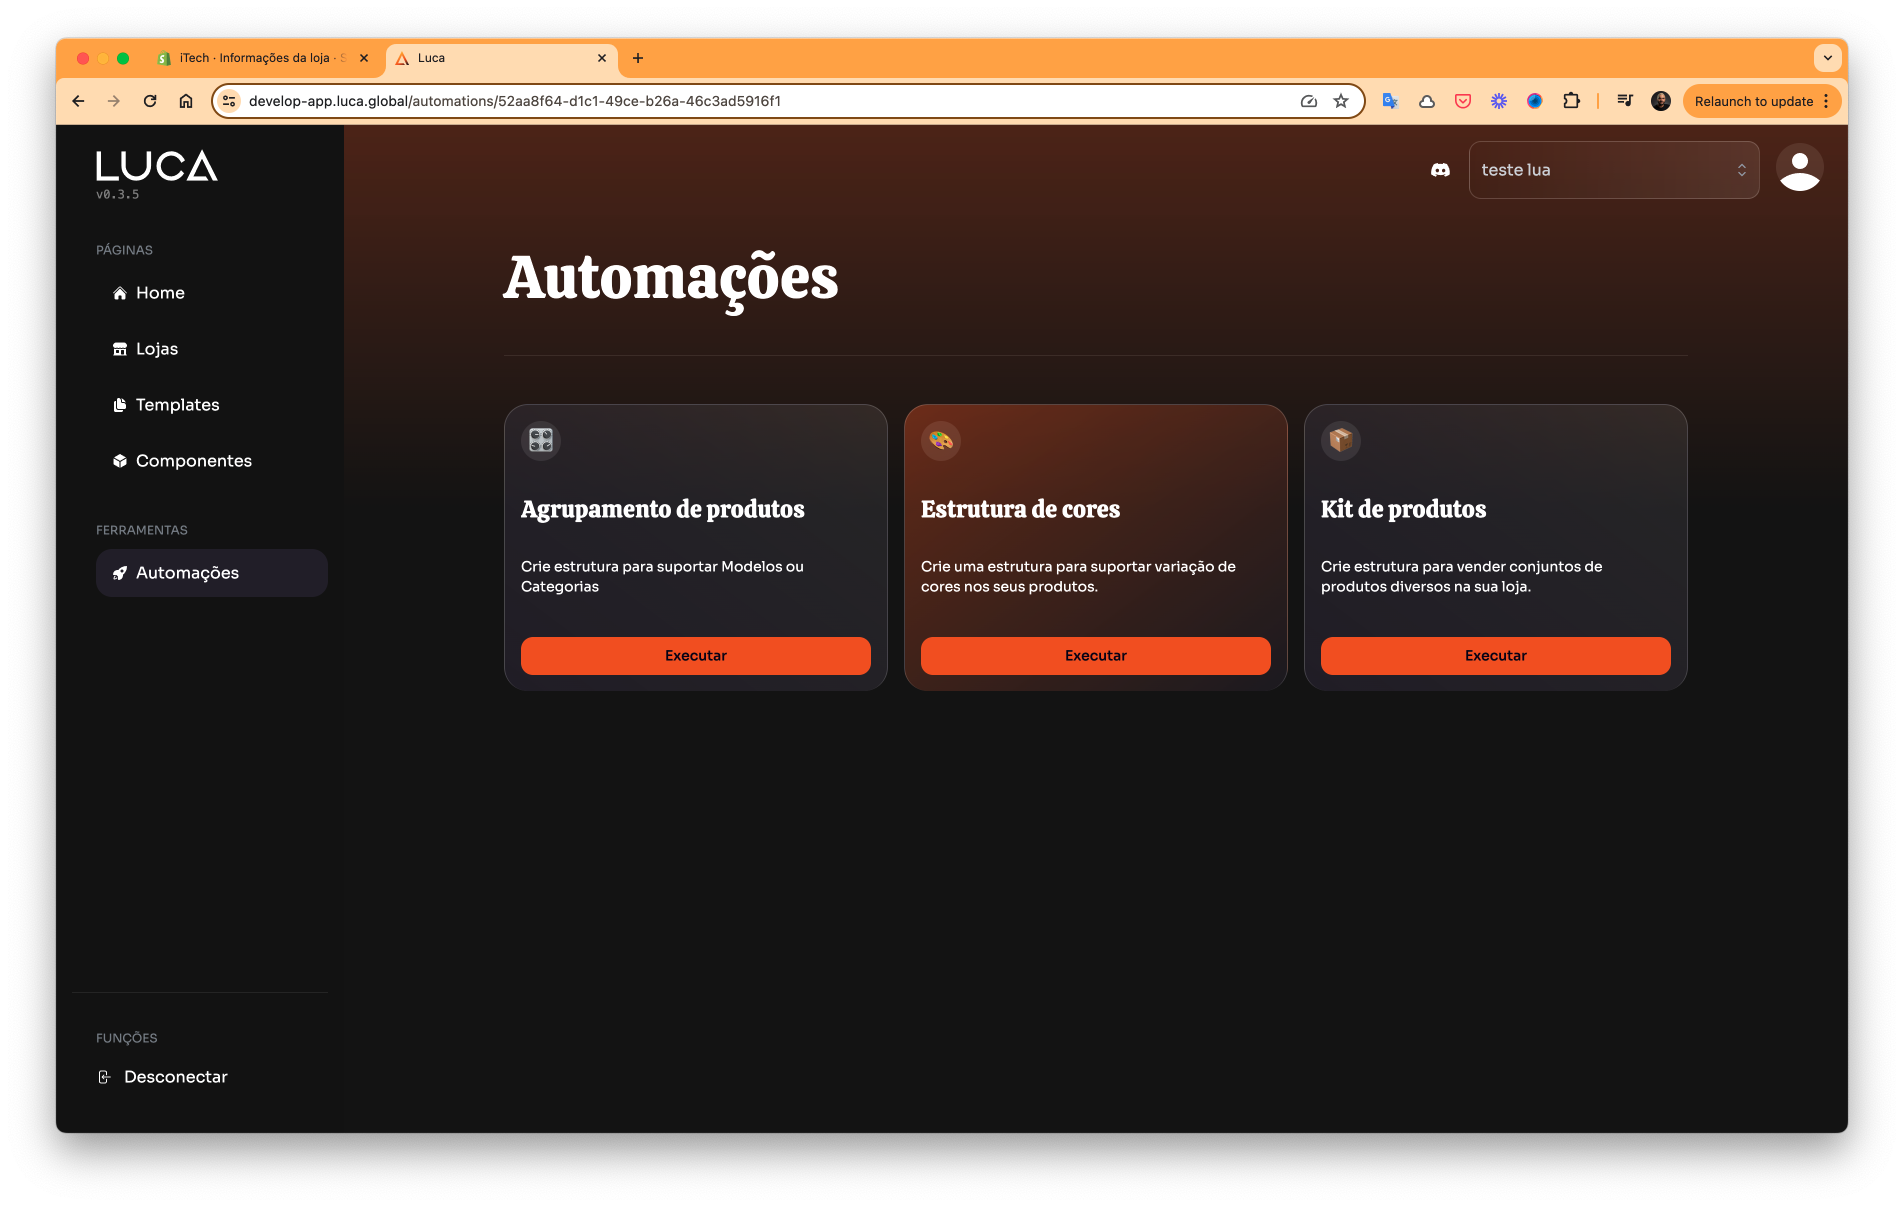 iTech · Informações da loja · S
Luca
develop-app.luca.global/automations/52aa8f64-d1c1-49ce-b26a-46c3ad5916f1
Relaunch to update
LUCA
v0.3.5
teste lua
PÁGINAS
Home
Lojas
Templates
Componentes
FERRAMENTAS
Automações
FUNÇÕES
Desconectar
Automações
Agrupamento de produtos
Crie estrutura para suportar Modelos ou
Categorias
Executar
Estrutura de cores
Crie uma estrutura para suportar variação de
cores nos seus produtos.
Executar
Kit de produtos
Crie estrutura para vender conjuntos de
produtos diversos na sua loja.
Executar